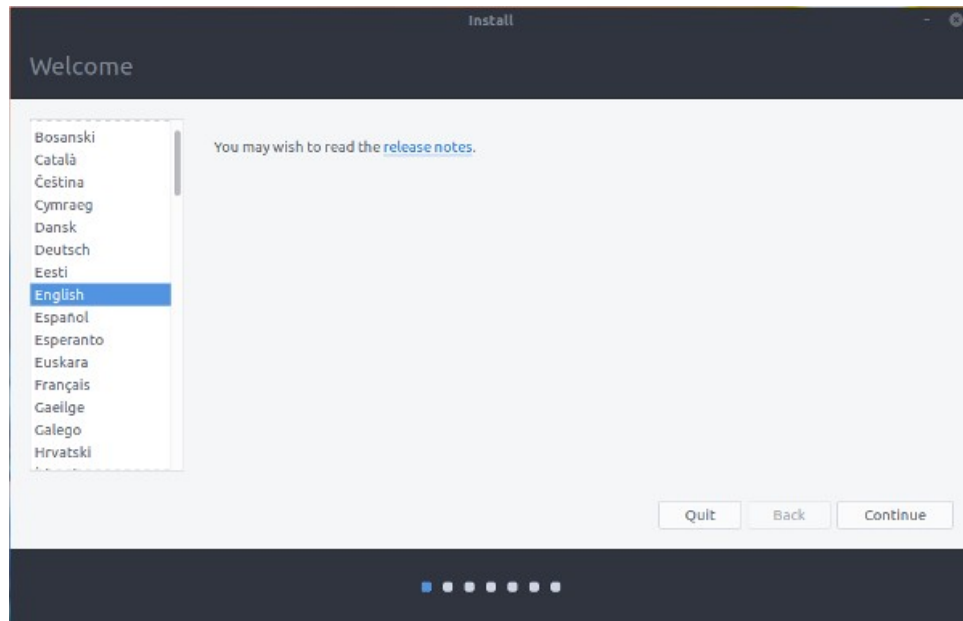 Install
Welcome
Bosanski
Català
Čeština
Cymraeg
Dansk
Deutsch
Eesti
English
Español
Esperanto
Euskara
Français
Gaeilge
Galego
Hrvatski
You may wish to read the release notes.
Quit
Back
Continue